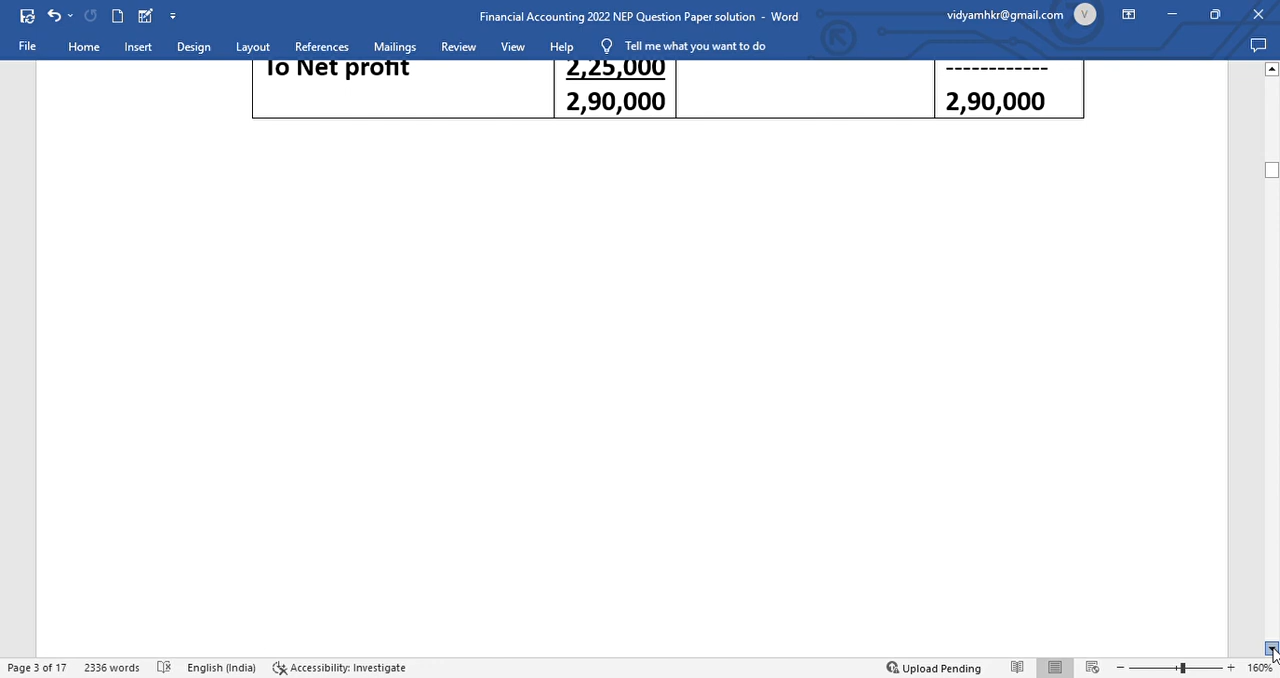 Financial Accounting 2022 NEP Question Paper solution - Word
vidyamhkr@gmail.com V
File Home Insert Design Layout References Mailings Review View Help Tell me what you want to do
To Net profit 2,25,000 ------------
2,90,000 2,90,000
Page 3 of 17 2336 words English (India) Accessibility: Investigate Upload Pending − + 160%